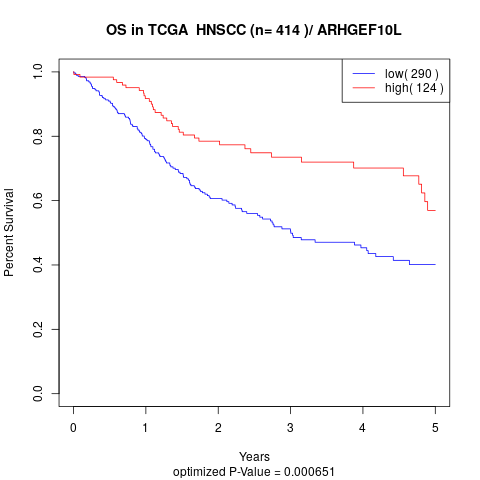 OS in TCGA  HNSCC (n= 414 )/ ARHGEF10L
low( 290 )
high( 124 )
Percent Survival
1.0
0.8
0.6
0.4
0.2
0.0
0 1 2 3 4 5
Years
optimized P-Value = 0.000651